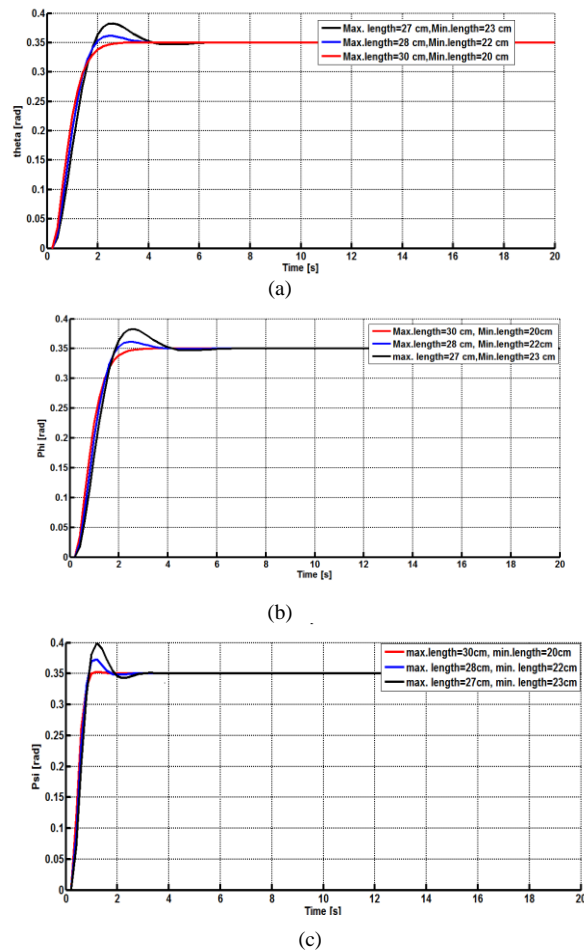 0.4
0.35
0.3
0.25
0.2
0.15
0.1
0.05
0
theta [rad]
Max. length=27 cm,Min.length=23 cm
Max.length=28 cm,Min.length=22 cm
Max.length=30 cm,Min.length=20 cm
0 2 4 6 8 10 12 14 16 18 20
Time [s]
(a)
0.4
0.35
0.3
0.25
0.2
0.15
0.1
0.05
0
Phi [rad]
Max.length=30 cm, Min.length=20cm
Max.length=28 cm, Min.length=22cm
max. length=27 cm,Min.length=23 cm
0 2 4 6 8 10 12 14 16 18 20
Time [s]
(b)
0.4
0.35
0.3
0.25
0.2
0.15
0.1
0.05
0
Psi [rad]
max.length=30cm, min.length=20cm
max. length=28cm, min. length=22cm
max. length=27cm, min. length=23cm
0 2 4 6 8 10 12 14 16 18 20
Time [s]
(c)